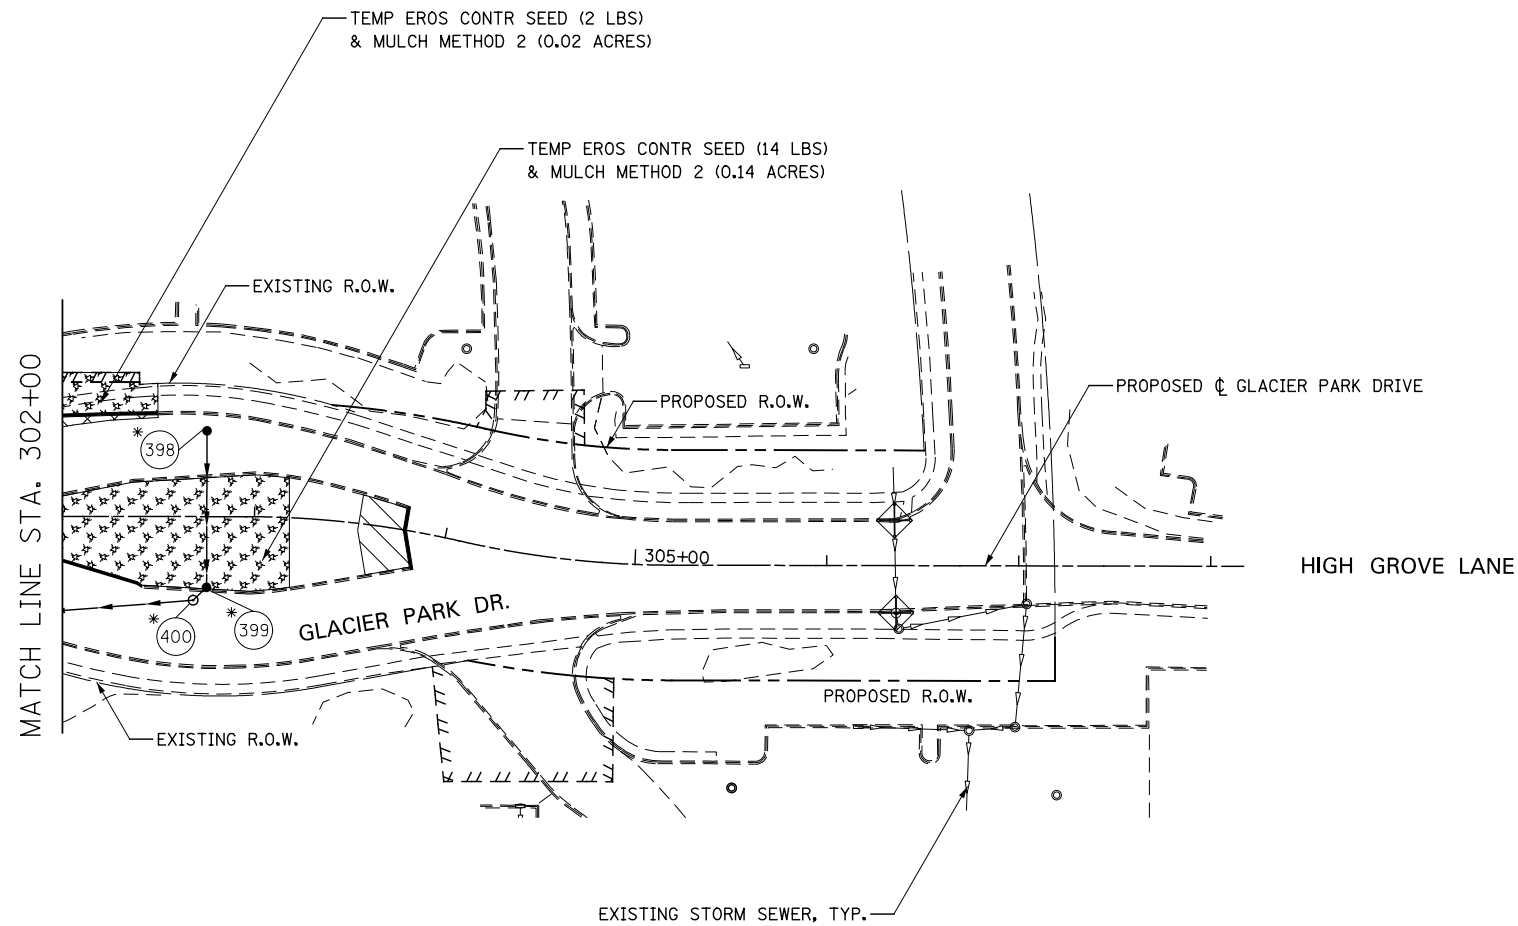 TEMP EROS CONTR SEED (2 LBS)
& MULCH METHOD 2 (0.02 ACRES)
TEMP EROS CONTR SEED (14 LBS)
& MULCH METHOD 2 (0.14 ACRES)
EXISTING R.O.W.
MATCH LINE STA. 302+00
PROPOSED ℄ GLACIER PARK DRIVE
PROPOSED R.O.W.
* 398
305+00
HIGH GROVE LANE
GLACIER PARK DR.
* 400
* 399
PROPOSED R.O.W.
EXISTING R.O.W.
EXISTING STORM SEWER, TYP.